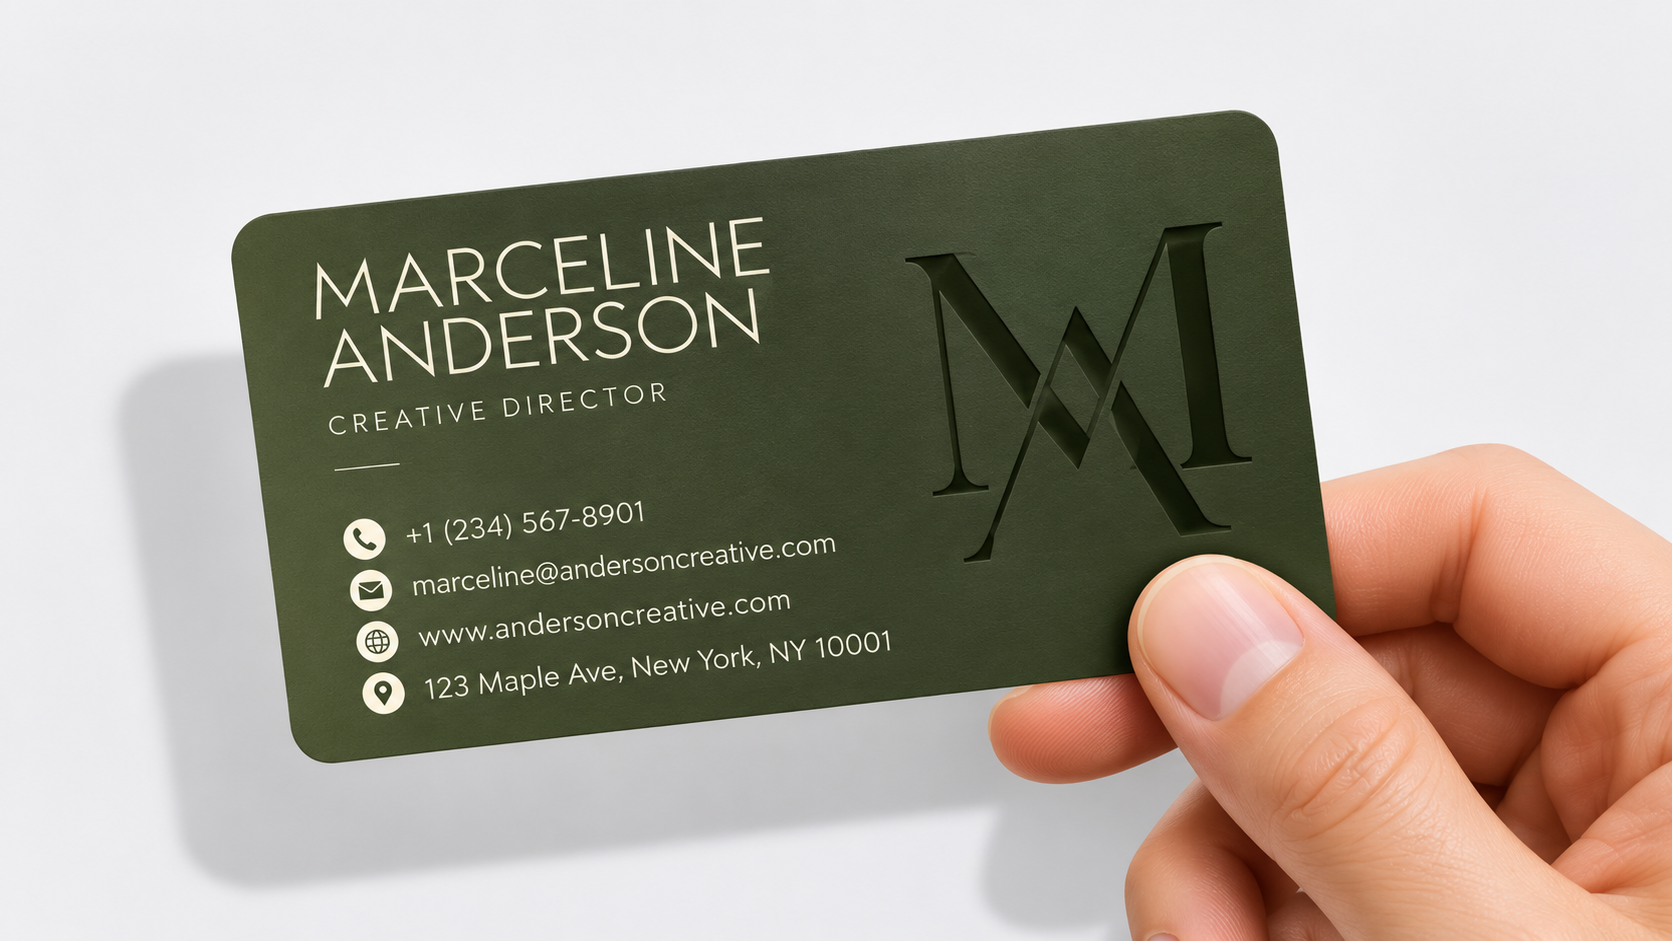 MARCELINE
ANDERSON
CREATIVE DIRECTOR
+1 (234) 567-8901
marceline@andersoncreative.com
www.andersoncreative.com
123 Maple Ave, New York, NY 10001
MA